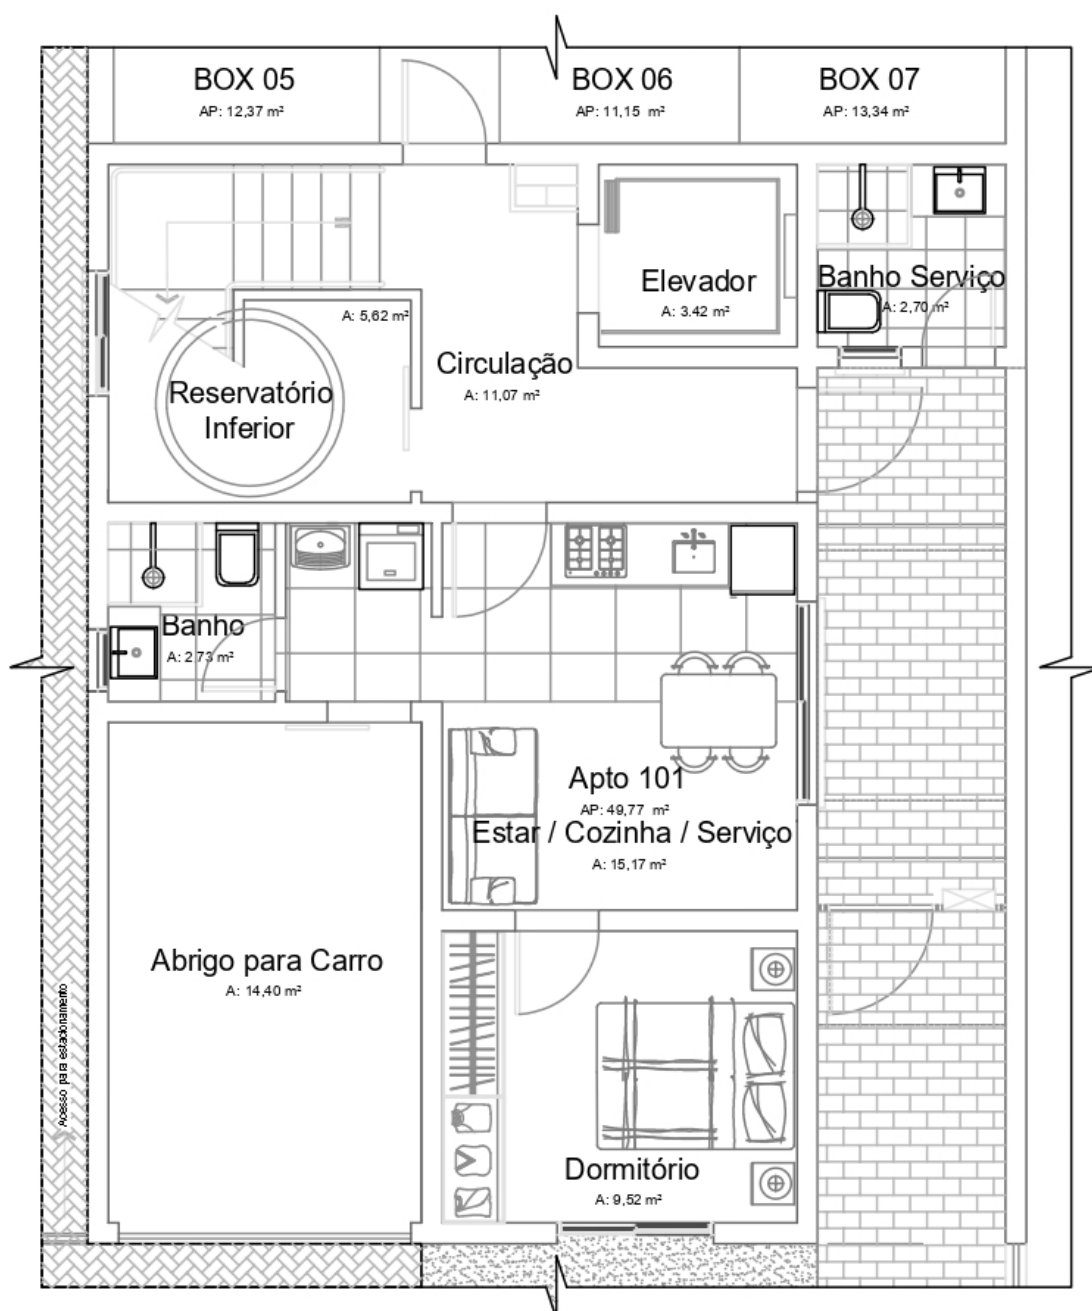 BOX 05
AP: 12,37 m²
BOX 06
AP: 11,15 m²
BOX 07
AP: 13,34 m²
Elevador
A: 3.42 m²
Banho Serviço
A: 2,70 m²
A: 5,62 m²
Circulação
A: 11,07 m²
Reservatório
Inferior
Banho
A: 2,73 m²
Apto 101
AP: 49,77 m²
Estar / Cozinha / Serviço
A: 15,17 m²
Abrigo para Carro
A: 14,40 m²
Acesso para estacionamento
Dormitório
A: 9,52 m²